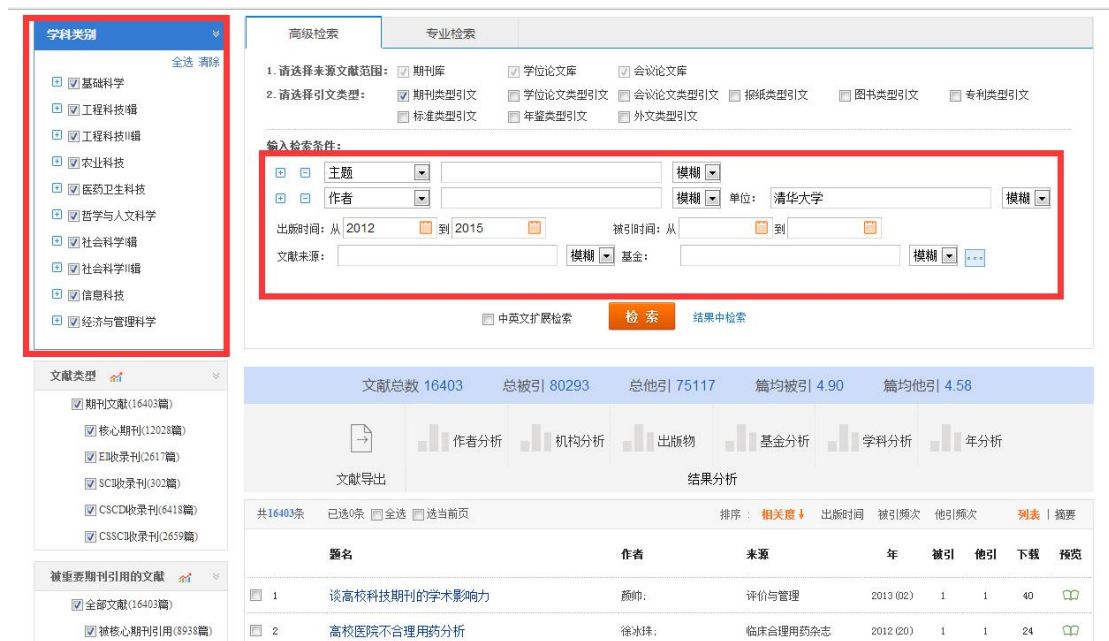 学科类别
全选 清除
基础科学
工程科技I辑
工程科技II辑
农业科技
医药卫生科技
哲学与人文科学
社会科学I辑
社会科学II辑
信息科技
经济与管理科学
文献类型
期刊文献(16403篇)
核心期刊(12028篇)
EI收录刊(2617篇)
SCI收录刊(302篇)
CSCD收录刊(6418篇)
CSSCI收录刊(2659篇)
被重要期刊引用的文献
全部文献(16403篇)
被核心期刊引用(8938篇)
高级检索 专业检索
1.请选择来源文献范围: 期刊库 学位论文库 会议论文库
2.请选择引文类型: 期刊类型引文 学位论文类型引文 会议论文类型引文 报纸类型引文 图书类型引文 专利类型引文
标准类型引文 年鉴类型引文 外文类型引文
输入检索条件:
主题 模糊
作者 模糊 单位: 清华大学 模糊
出版时间: 从 2012 到 2015 被引时间: 从 到
文献来源: 模糊 基金: 模糊 ...
中英文扩展检索 检 索 结果中检索
文献总数 16403 总被引 80293 总他引 75117 篇均被引 4.90 篇均他引 4.58
作者分析 机构分析 出版物 基金分析 学科分析 年分析
文献导出 结果分析
共16403条 已选0条 全选 选当前页 排序 : 相关度↓ 出版时间 被引频次 他引频次 列表 | 摘要
题名 作者 来源 年 被引 他引 下载 预览
1 谈高校科技期刊的学术影响力 颜帅; 评价与管理 2013 (02) 1 1 40
2 高校医院不合理用药分析 徐冰珠; 临床合理用药杂志 2012 (20) 1 1 24